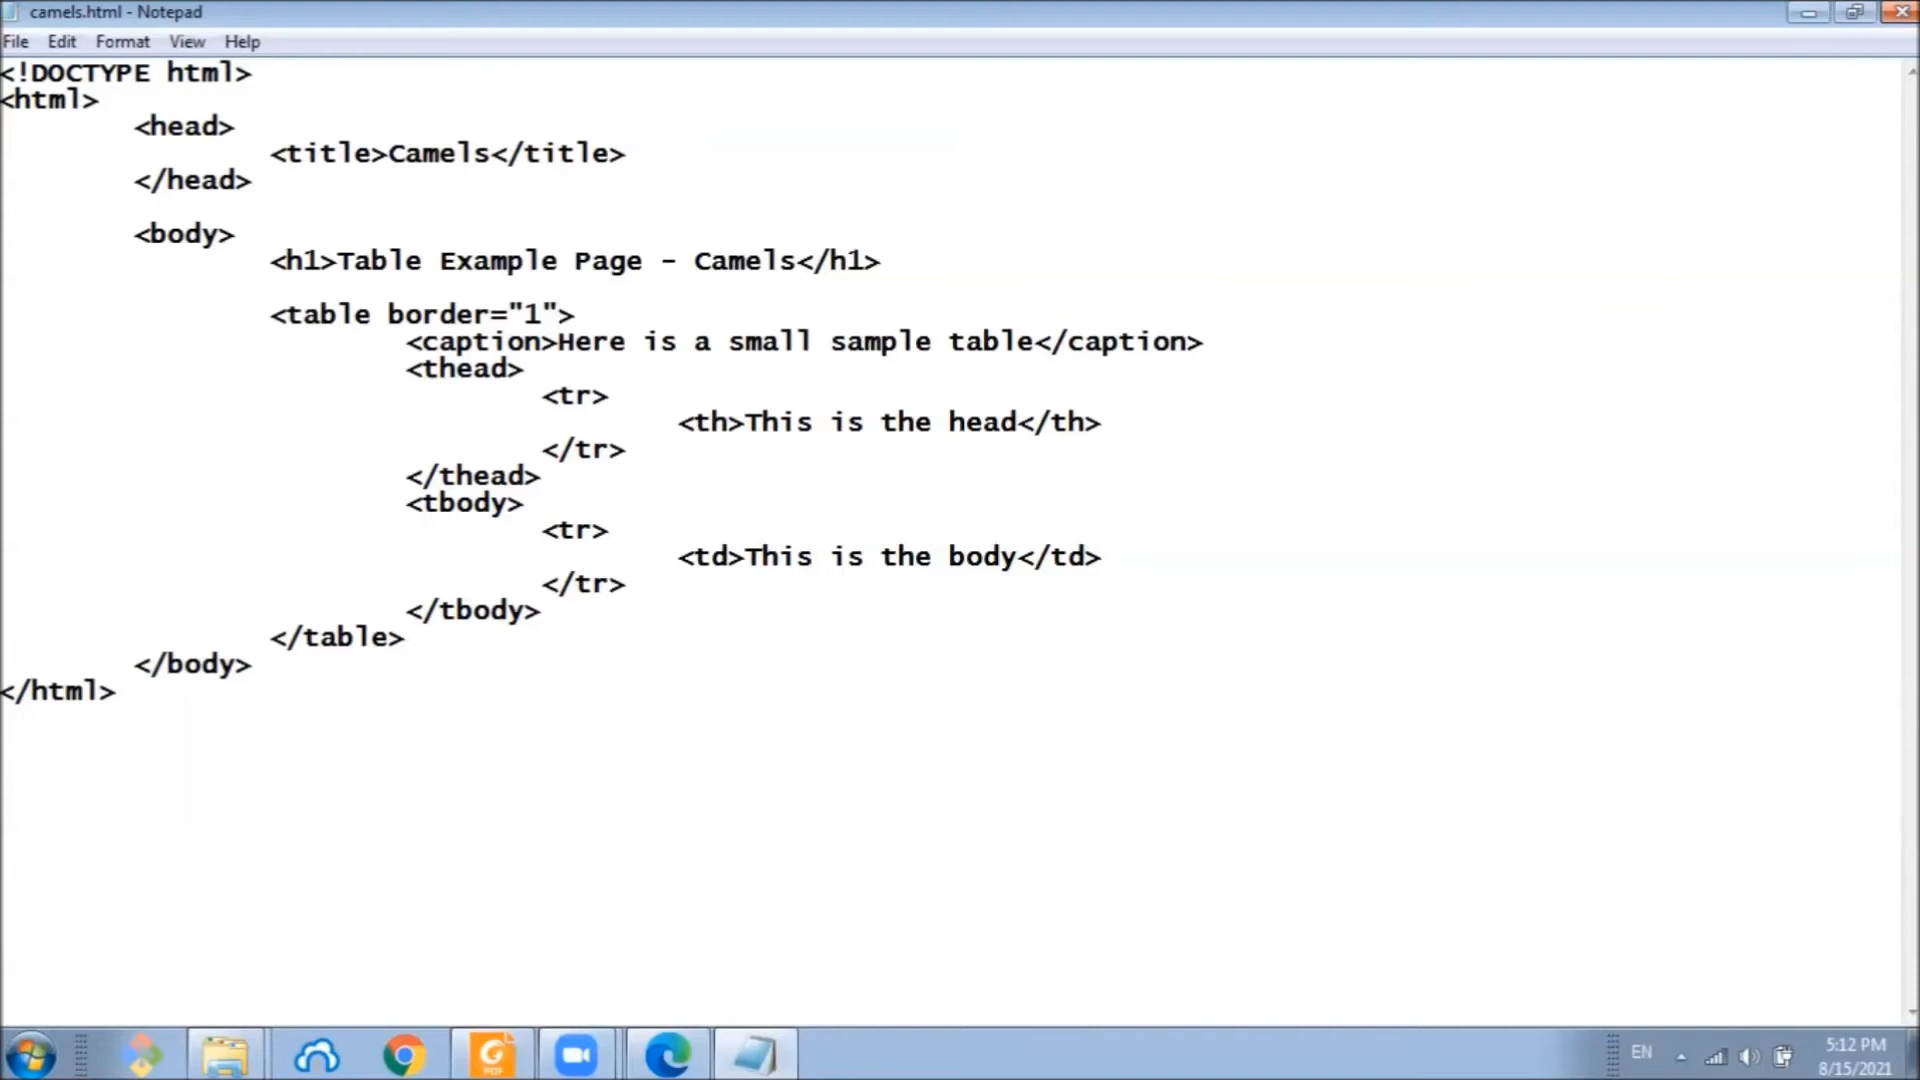 camels.html - Notepad
File Edit Format View Help
<!DOCTYPE html>
<html>
<head>
<title>Camels</title>
</head>
<body>
<h1>Table Example Page - Camels</h1>
<table border="1">
<caption>Here is a small sample table</caption>
<thead>
<tr>
<th>This is the head</th>
</tr>
</thead>
<tbody>
<tr>
<td>This is the body</td>
</tr>
</tbody>
</table>
</body>
</html>
G
PDF
EN
5:12 PM
8/15/2021